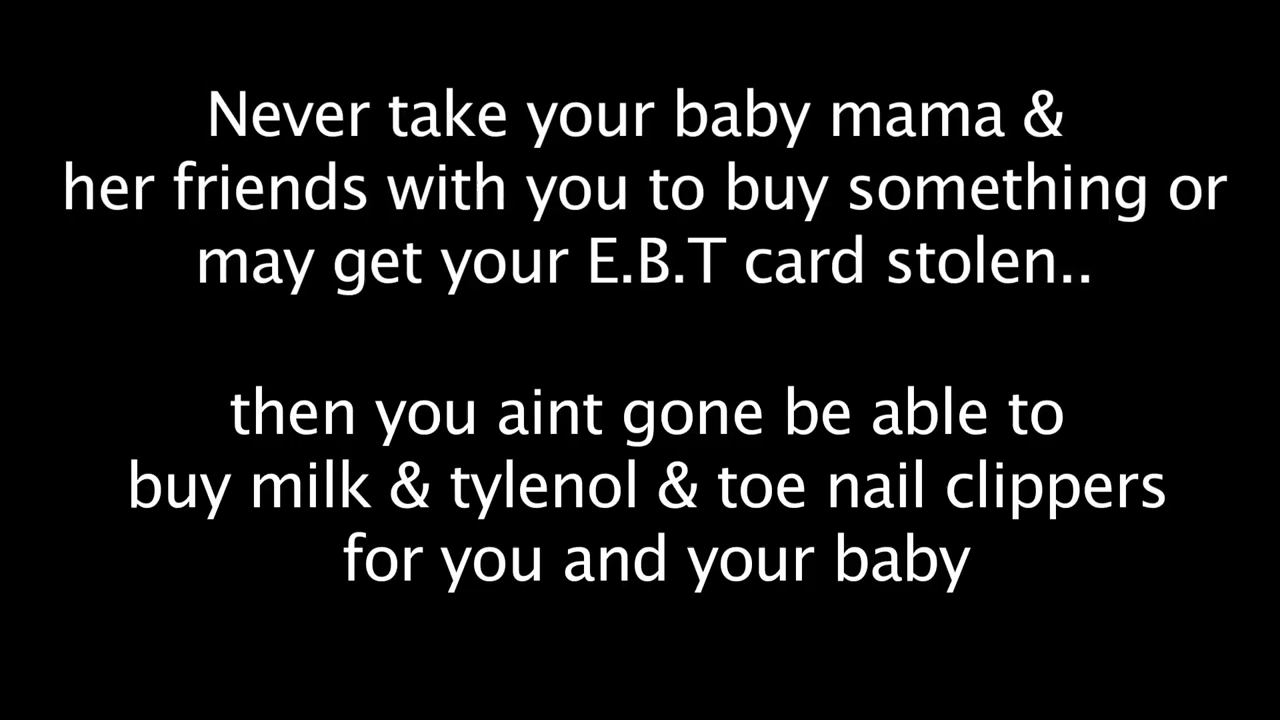 Never take your baby mama &
her friends with you to buy something or
may get your E.B.T card stolen..
then you aint gone be able to
buy milk & tylenol & toe nail clippers
for you and your baby